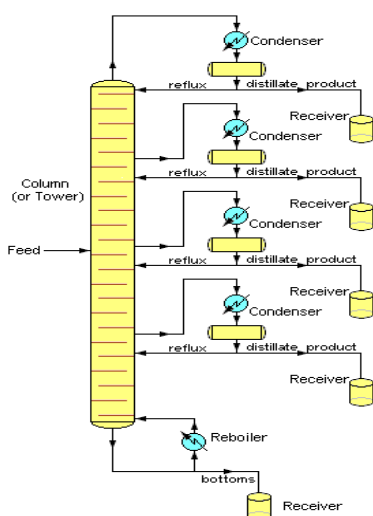 Condenser
reflux distillate product
Receiver
Condenser
Column
(or Tower)
reflux distillate product
Receiver
Condenser
Feed
reflux distillate product
Receiver
Condenser
reflux distillate product
Receiver
Reboiler
bottoms
Receiver